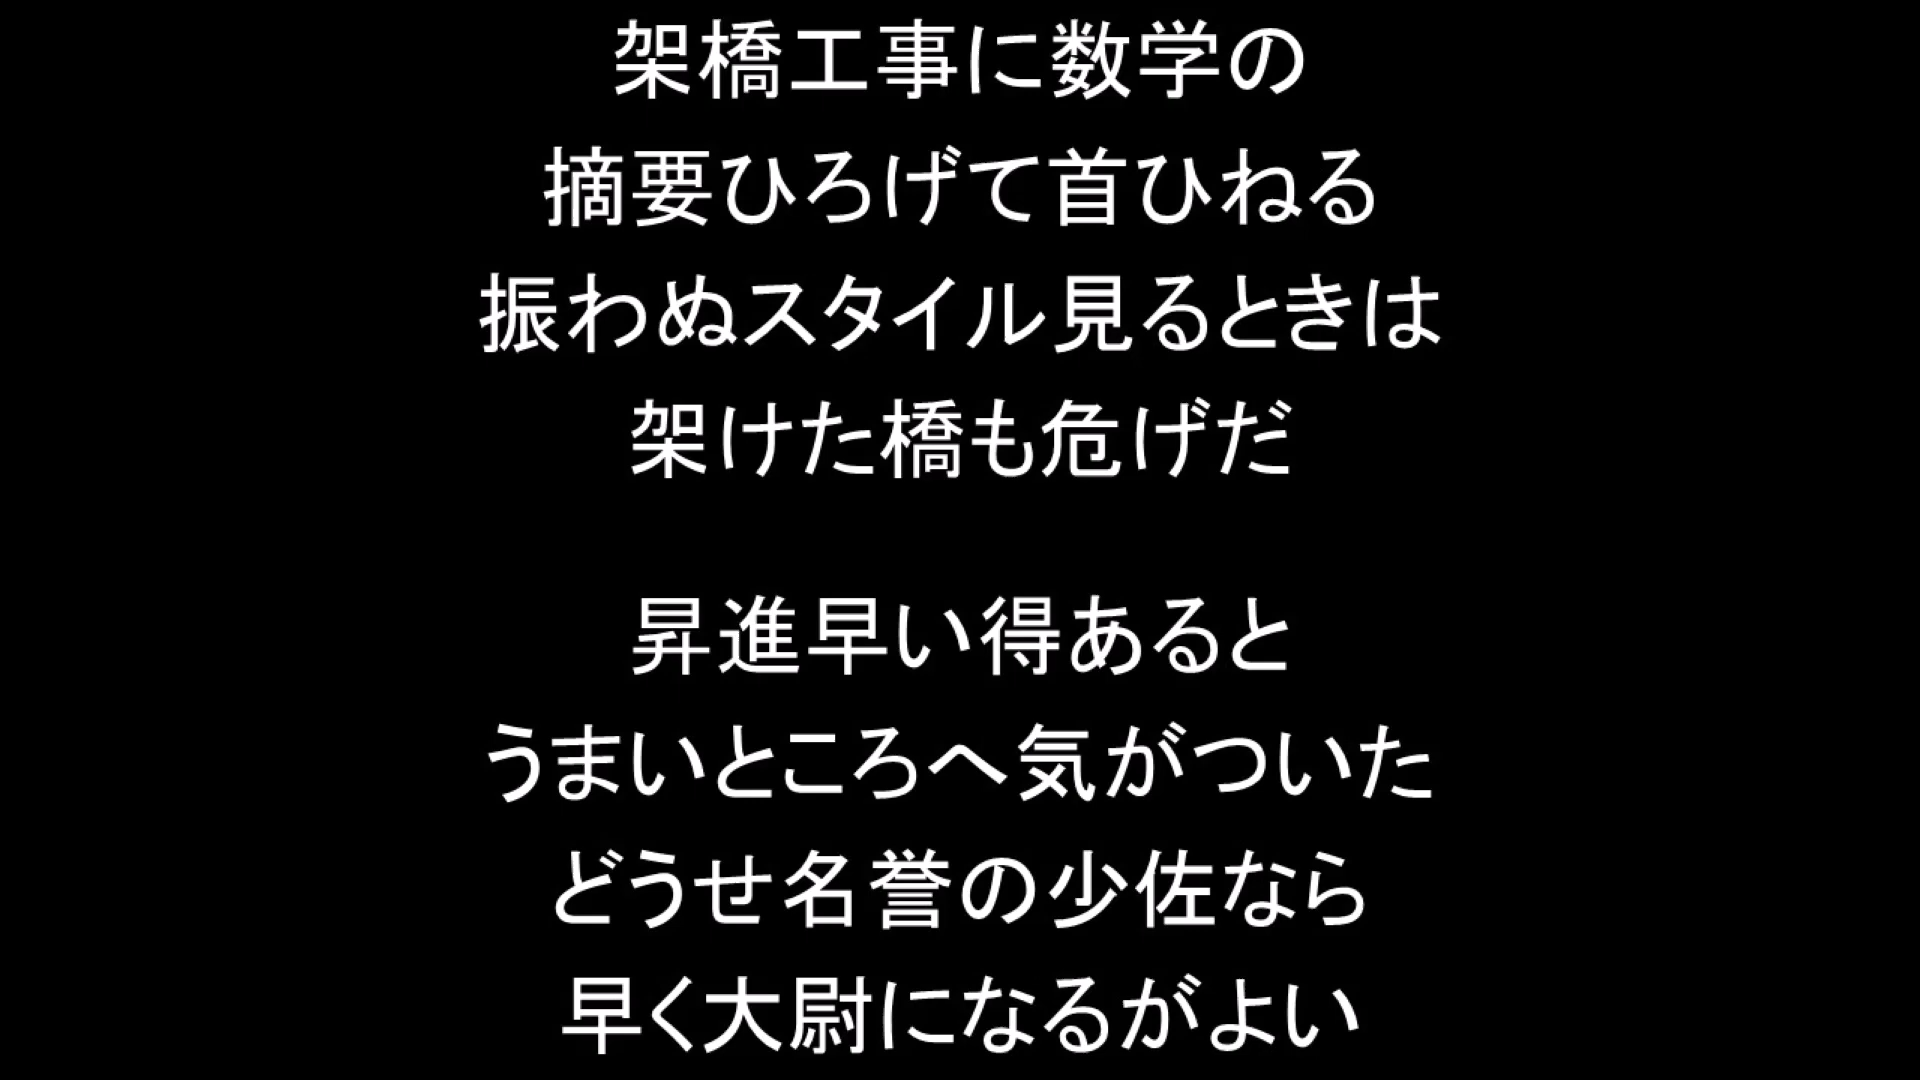 架橋工事に数学の
摘要ひろげて首ひねる
振わぬスタイル見るときは
架けた橋も危げだ
昇進早い得あると
うまいところへ気がついた
どうせ名誉の少佐なら
早く大尉になるがよい